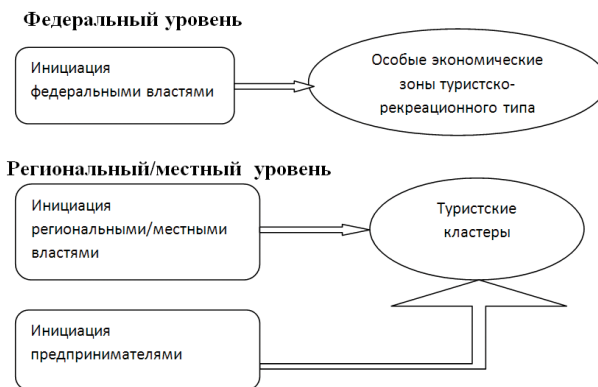 Федеральный уровень
Инициация
федеральными властями
Особые экономические
зоны туристско-
рекреационного типа
Региональный/местный уровень
Инициация
региональными/местными
властями
Туристские
кластеры
Инициация
предпринимателями